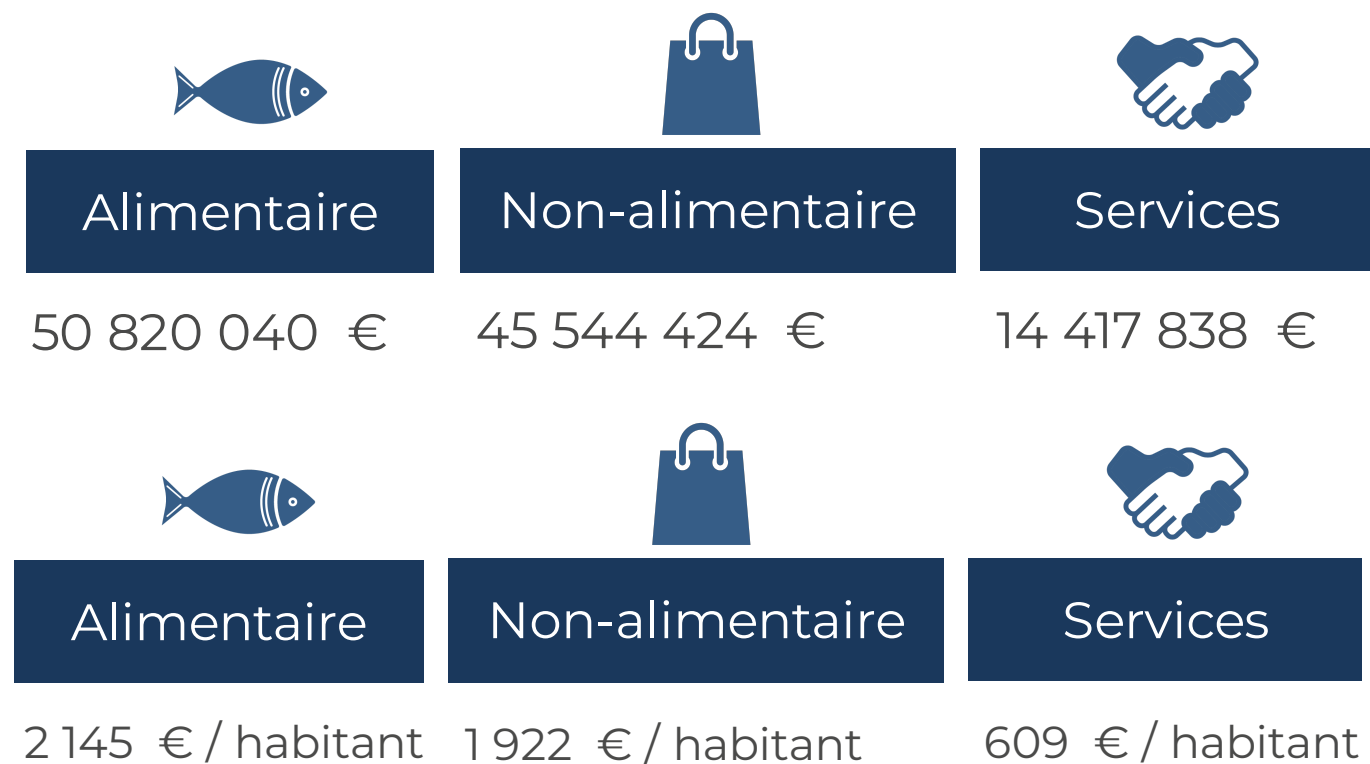 Alimentaire
Non-alimentaire
Services
50 820 040 €
45 544 424 €
14 417 838 €
Alimentaire
Non-alimentaire
Services
2 145 € / habitant
1 922 € / habitant
609 € / habitant